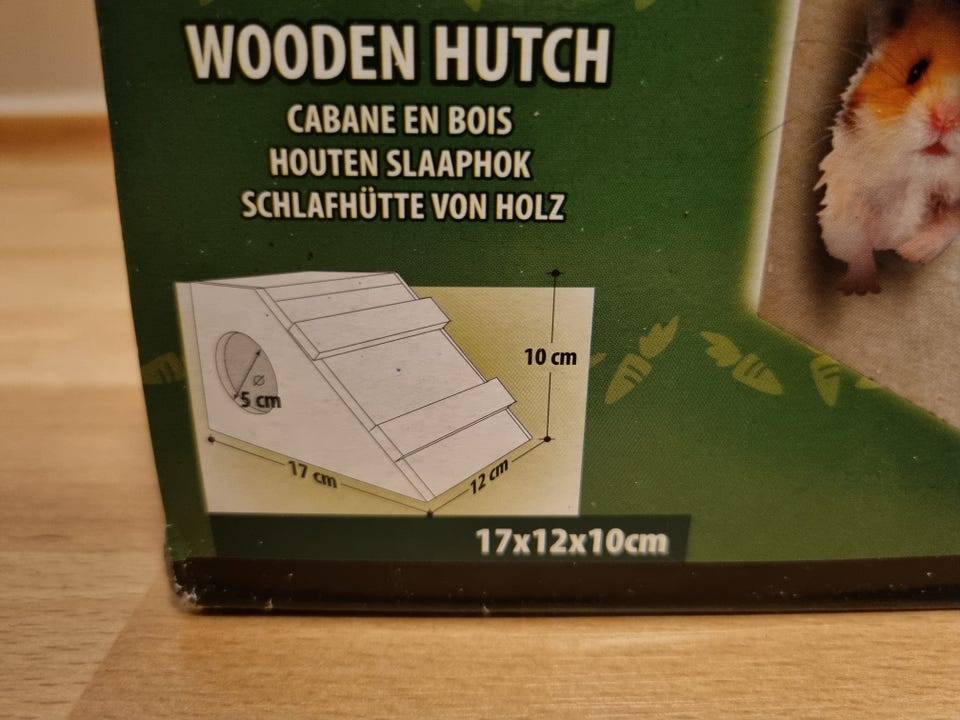 WOODEN HUTCH
CABANE EN BOIS
HOUTEN SLAAPHOK
SCHLAFHÜTTE VON HOLZ
10 cm
Ø
5 cm
17 cm
12 cm
17x12x10cm